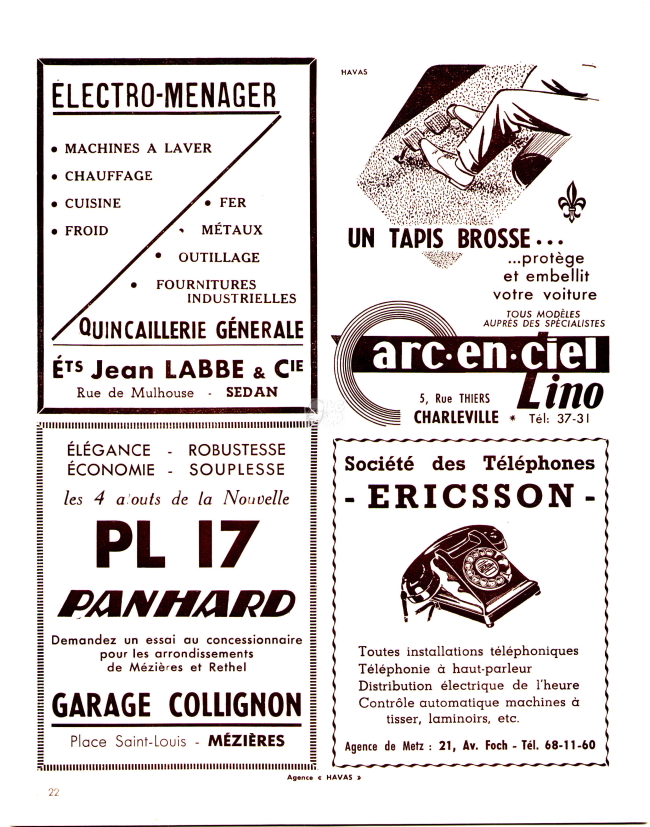 ÉLECTRO-MENAGER
• MACHINES A LAVER
• CHAUFFAGE
• CUISINE
• FROID
• FER
• MÉTAUX
• OUTILLAGE
• FOURNITURES
INDUSTRIELLES
QUINCAILLERIE GÉNERALE
ÉTS Jean LABBE & CIE
Rue de Mulhouse - SEDAN
HAVAS
UN TAPIS BROSSE...
...protège
et embellit
votre voiture
TOUS MODÈLES
AUPRÈS DES SPÉCIALISTES
arc-en-ciel
Lino
5, Rue THIERS
CHARLEVILLE * Tél: 37-31
ÉLÉGANCE - ROBUSTESSE
ÉCONOMIE - SOUPLESSE
les 4 atouts de la Nouvelle
PL 17
PANHARD
Demandez un essai au concessionnaire
pour les arrondissements
de Mézières et Rethel
GARAGE COLLIGNON
Place Saint-Louis - MÉZIÈRES
Société des Téléphones
- ERICSSON -
Toutes installations téléphoniques
Téléphonie à haut-parleur
Distribution électrique de l'heure
Contrôle automatique machines à
tisser, laminoirs, etc.
Agence de Metz : 21, Av. Foch - Tél. 68-11-60
Agence « HAVAS »
22